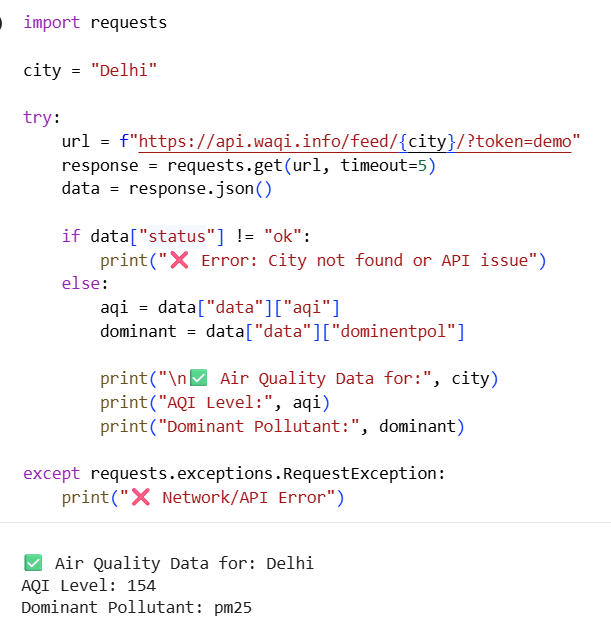 import requests
city = "Delhi"
try:
    url = f"https://api.waqi.info/feed/{city}/?token=demo"
    response = requests.get(url, timeout=5)
    data = response.json()
    if data["status"] != "ok":
        print("❌ Error: City not found or API issue")
    else:
        aqi = data["data"]["aqi"]
        dominant = data["data"]["dominentpol"]
        print("\n✅ Air Quality Data for:", city)
        print("AQI Level:", aqi)
        print("Dominant Pollutant:", dominant)
except requests.exceptions.RequestException:
    print("❌ Network/API Error")
✅ Air Quality Data for: Delhi
AQI Level: 154
Dominant Pollutant: pm25